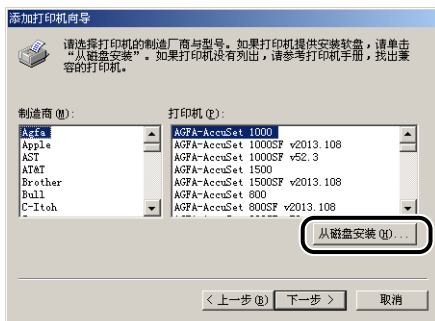 添加打印机向导
请选择打印机的制造厂商与型号。如果打印机提供安装软盘，请单击
“从磁盘安装”。如果打印机没有列出，请参考打印机手册，找出兼
容的打印机。
制造商(M):
打印机(P):
Agfa
Apple
AST
AT&T
Brother
Bull
C-Itoh
AGFA-AccuSet 1000
AGFA-AccuSet 1000SF v2013.108
AGFA-AccuSet 1000SF v52.3
AGFA-AccuSet 1500
AGFA-AccuSet 1500SF v2013.108
AGFA-AccuSet 800
AGFA-AccuSet 800SF v2013.108
从磁盘安装(H)...
< 上一步(B)
下一步 >
取消